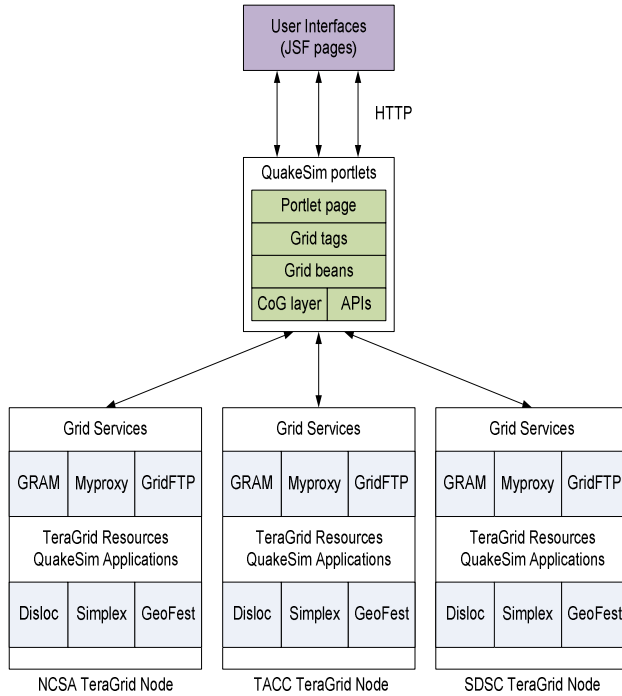 User Interfaces
(JSF pages)
HTTP
QuakeSim portlets
Portlet page
Grid tags
Grid beans
CoG layer APIs
Grid Services
GRAM Myproxy GridFTP
TeraGrid Resources
QuakeSim Applications
Disloc Simplex GeoFest
NCSA TeraGrid Node
Grid Services
GRAM Myproxy GridFTP
TeraGrid Resources
QuakeSim Applications
Disloc Simplex GeoFest
TACC TeraGrid Node
Grid Services
GRAM Myproxy GridFTP
TeraGrid Resources
QuakeSim Applications
Disloc Simplex GeoFest
SDSC TeraGrid Node